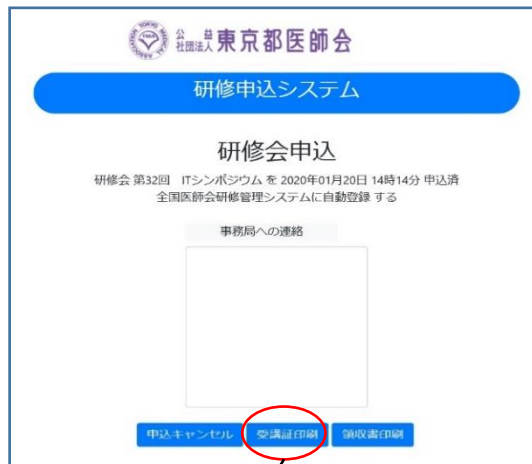 公益社団法人東京都医師会
研修申込システム
研修会申込
研修会 第32回 ITシンポジウム を 2020年01月20日 14時14分 申込済
全国医師会研修管理システムに自動登録 する
事務局への連絡
申込キャンセル 受講証印刷 領収書印刷